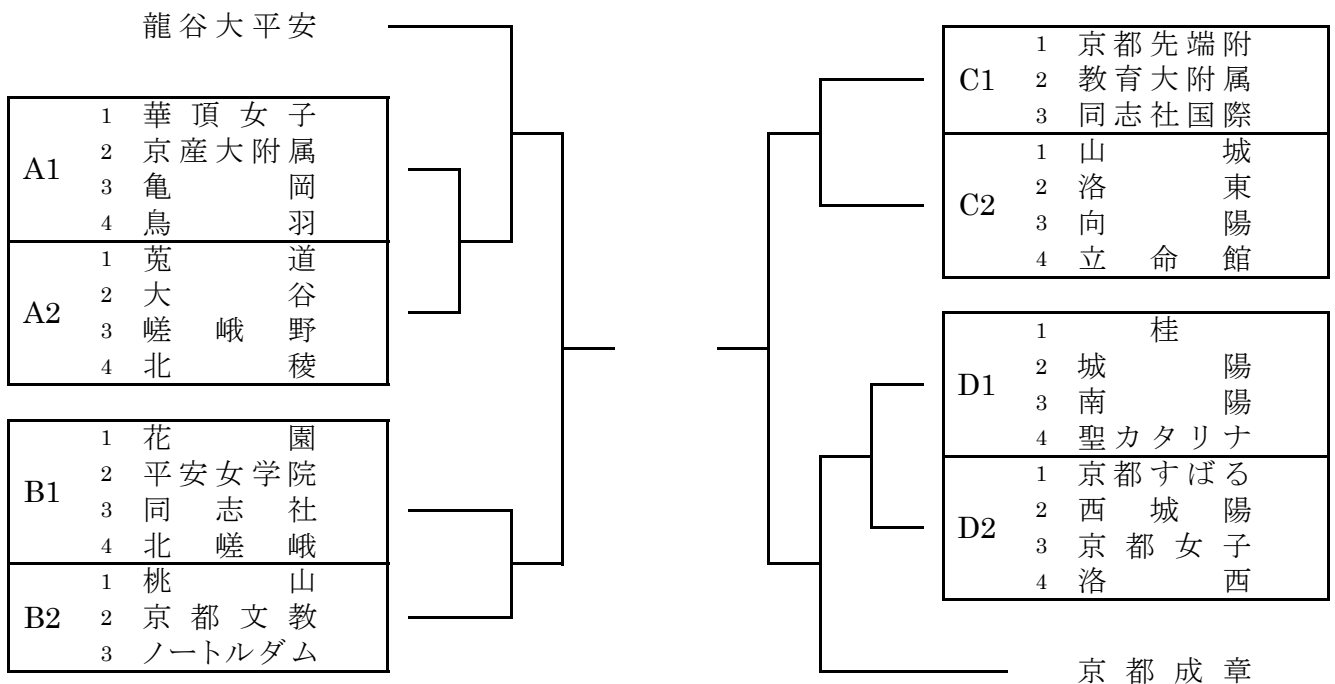 龍谷大平安
A1
1 華頂女子
2 京産大附属
3 亀岡
4 鳥羽
A2
1 莵道
2 大谷
3 嵯峨野
4 北稜
B1
1 花園
2 平安女学院
3 同志社
4 北嵯峨
B2
1 桃山
2 京都文教
3 ノートルダム
C1
1 京都先端附
2 教育大附属
3 同志社国際
C2
1 山城
2 洛東
3 向陽
4 立命館
D1
1 桂
2 城陽
3 南陽
4 聖カタリナ
D2
1 京都すばる
2 西城陽
3 京都女子
4 洛西
京都成章